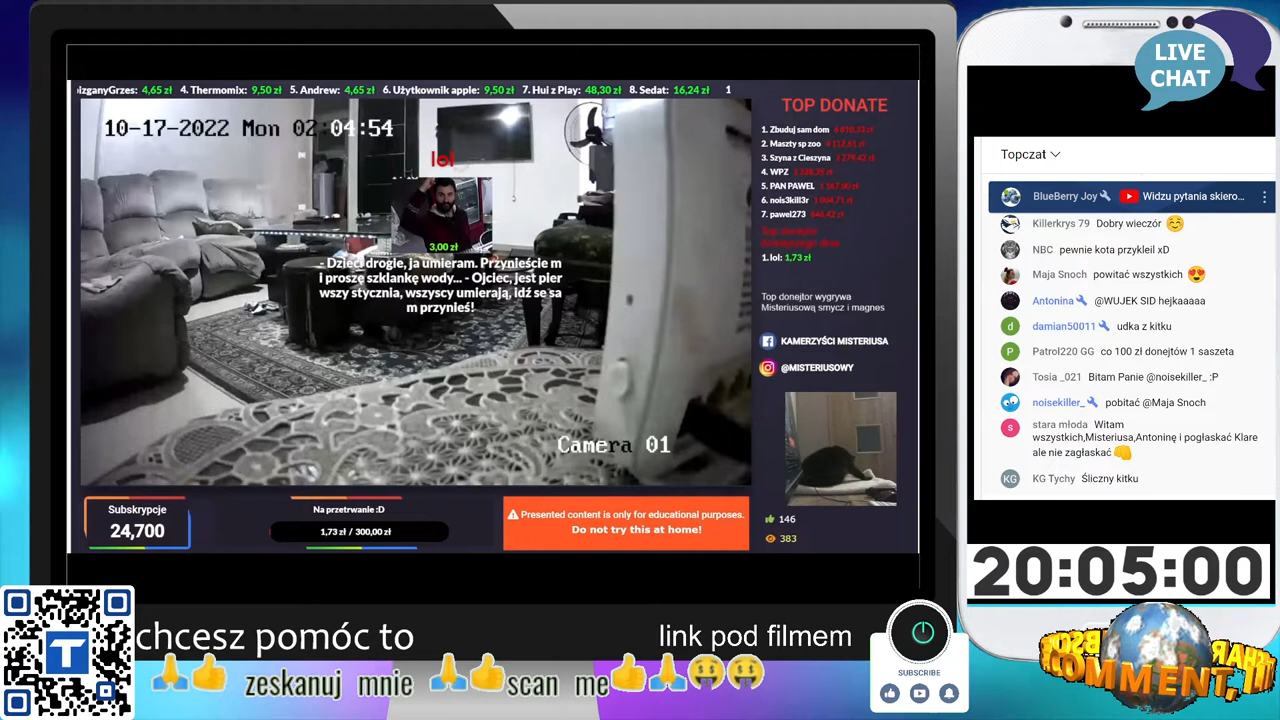 pizganyGrzes: 4,65 zł 4. Thermomix: 9,50 zł 5. Andrew: 4,65 zł 6. Użytkownik apple: 9,50 zł 7. Hui z Play: 48,30 zł 8. Sedat: 16,24 zł 1
10-17-2022 Mon 02:04:54
lol
3,00 zł
- Dzieci drogie, ja umieram. Przynieście m
i proszę szklankę wody... - Ojciec, jest pier
wszy stycznia, wszyscy umierają, idź se sa
m przynieś!
Camera 01
TOP DONATE
1. Zbuduj sam dom
2. Maszty sp zoo
3. Szyna z Cieszyna
4. WPZ
5. PAN PAWEL
6. nois3kill3r
7. pawel273
1. lol: 1,73 zł
Top donejtor wygrywa
Misteriusową smycz i magnes
KAMERZYŚCI MISTERIUSA
@MISTERIUSOWY
146
383
Subskrypcje
24,700
Na przetrwanie :D
1,73 zł / 300,00 zł
Presented content is only for educational purposes.
Do not try this at home!
LIVE
CHAT
Topczat
BlueBerry Joy Widzu pytania skiero...
Killerkrys 79 Dobry wieczór
NBC pewnie kota przykleil xD
Maja Snoch powitać wszystkich
Antonina @WUJEK SID hejkaaaaa
damian50011 udka z kitku
Patrol220 GG co 100 zł donejtów 1 saszeta
Tosia _021 Bitam Panie @noisekiller_ :P
noisekiller_ pobitać @Maja Snoch
stara młoda Witam
wszystkich,Misteriusa,Antoninę i pogłaskać Klare
ale nie zagłaskać
KG Tychy Śliczny kitku
20:05:00
chcesz pomóc to
link pod filmem
zeskanuj mnie scan me
T
SUBSCRIBE
COMMENT,